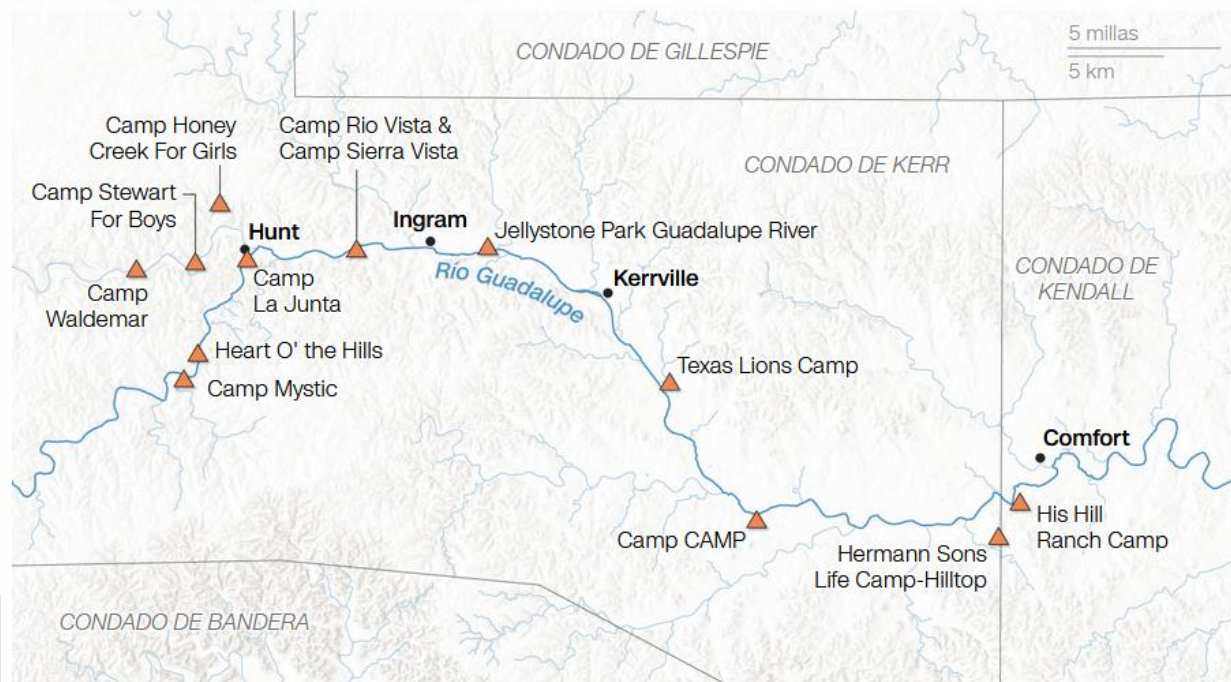 CONDADO DE GILLESPIE
5 millas
5 km
Camp Honey
Creek For Girls
Camp Rio Vista &
Camp Sierra Vista
CONDADO DE KERR
Camp Stewart
For Boys
Hunt
Ingram
Jellystone Park Guadalupe River
Camp
Waldemar
Camp
La Junta
Río Guadalupe
Kerrville
CONDADO DE
KENDALL
Heart O' the Hills
Camp Mystic
Texas Lions Camp
Comfort
Camp CAMP
His Hill
Ranch Camp
Hermann Sons
Life Camp-Hilltop
CONDADO DE BANDERA